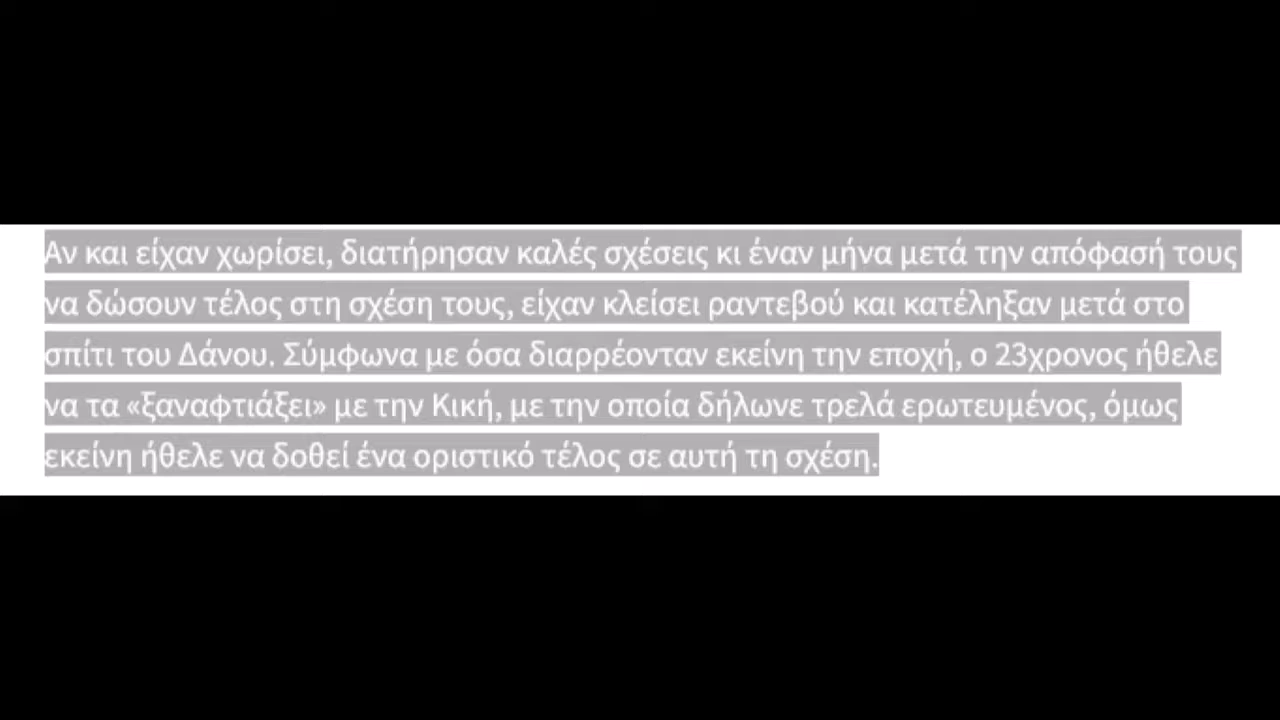 Αν και είχαν χωρίσει, διατήρησαν καλές σχέσεις κι έναν μήνα μετά την απόφασή τους
να δώσουν τέλος στη σχέση τους, είχαν κλείσει ραντεβού και κατέληξαν μετά στο
σπίτι του Δάνου. Σύμφωνα με όσα διαρρέονταν εκείνη την εποχή, ο 23χρονος ήθελε
να τα «ξαναφτιάξει» με την Κική, με την οποία δήλωνε τρελά ερωτευμένος, όμως
εκείνη ήθελε να δοθεί ένα οριστικό τέλος σε αυτή τη σχέση.